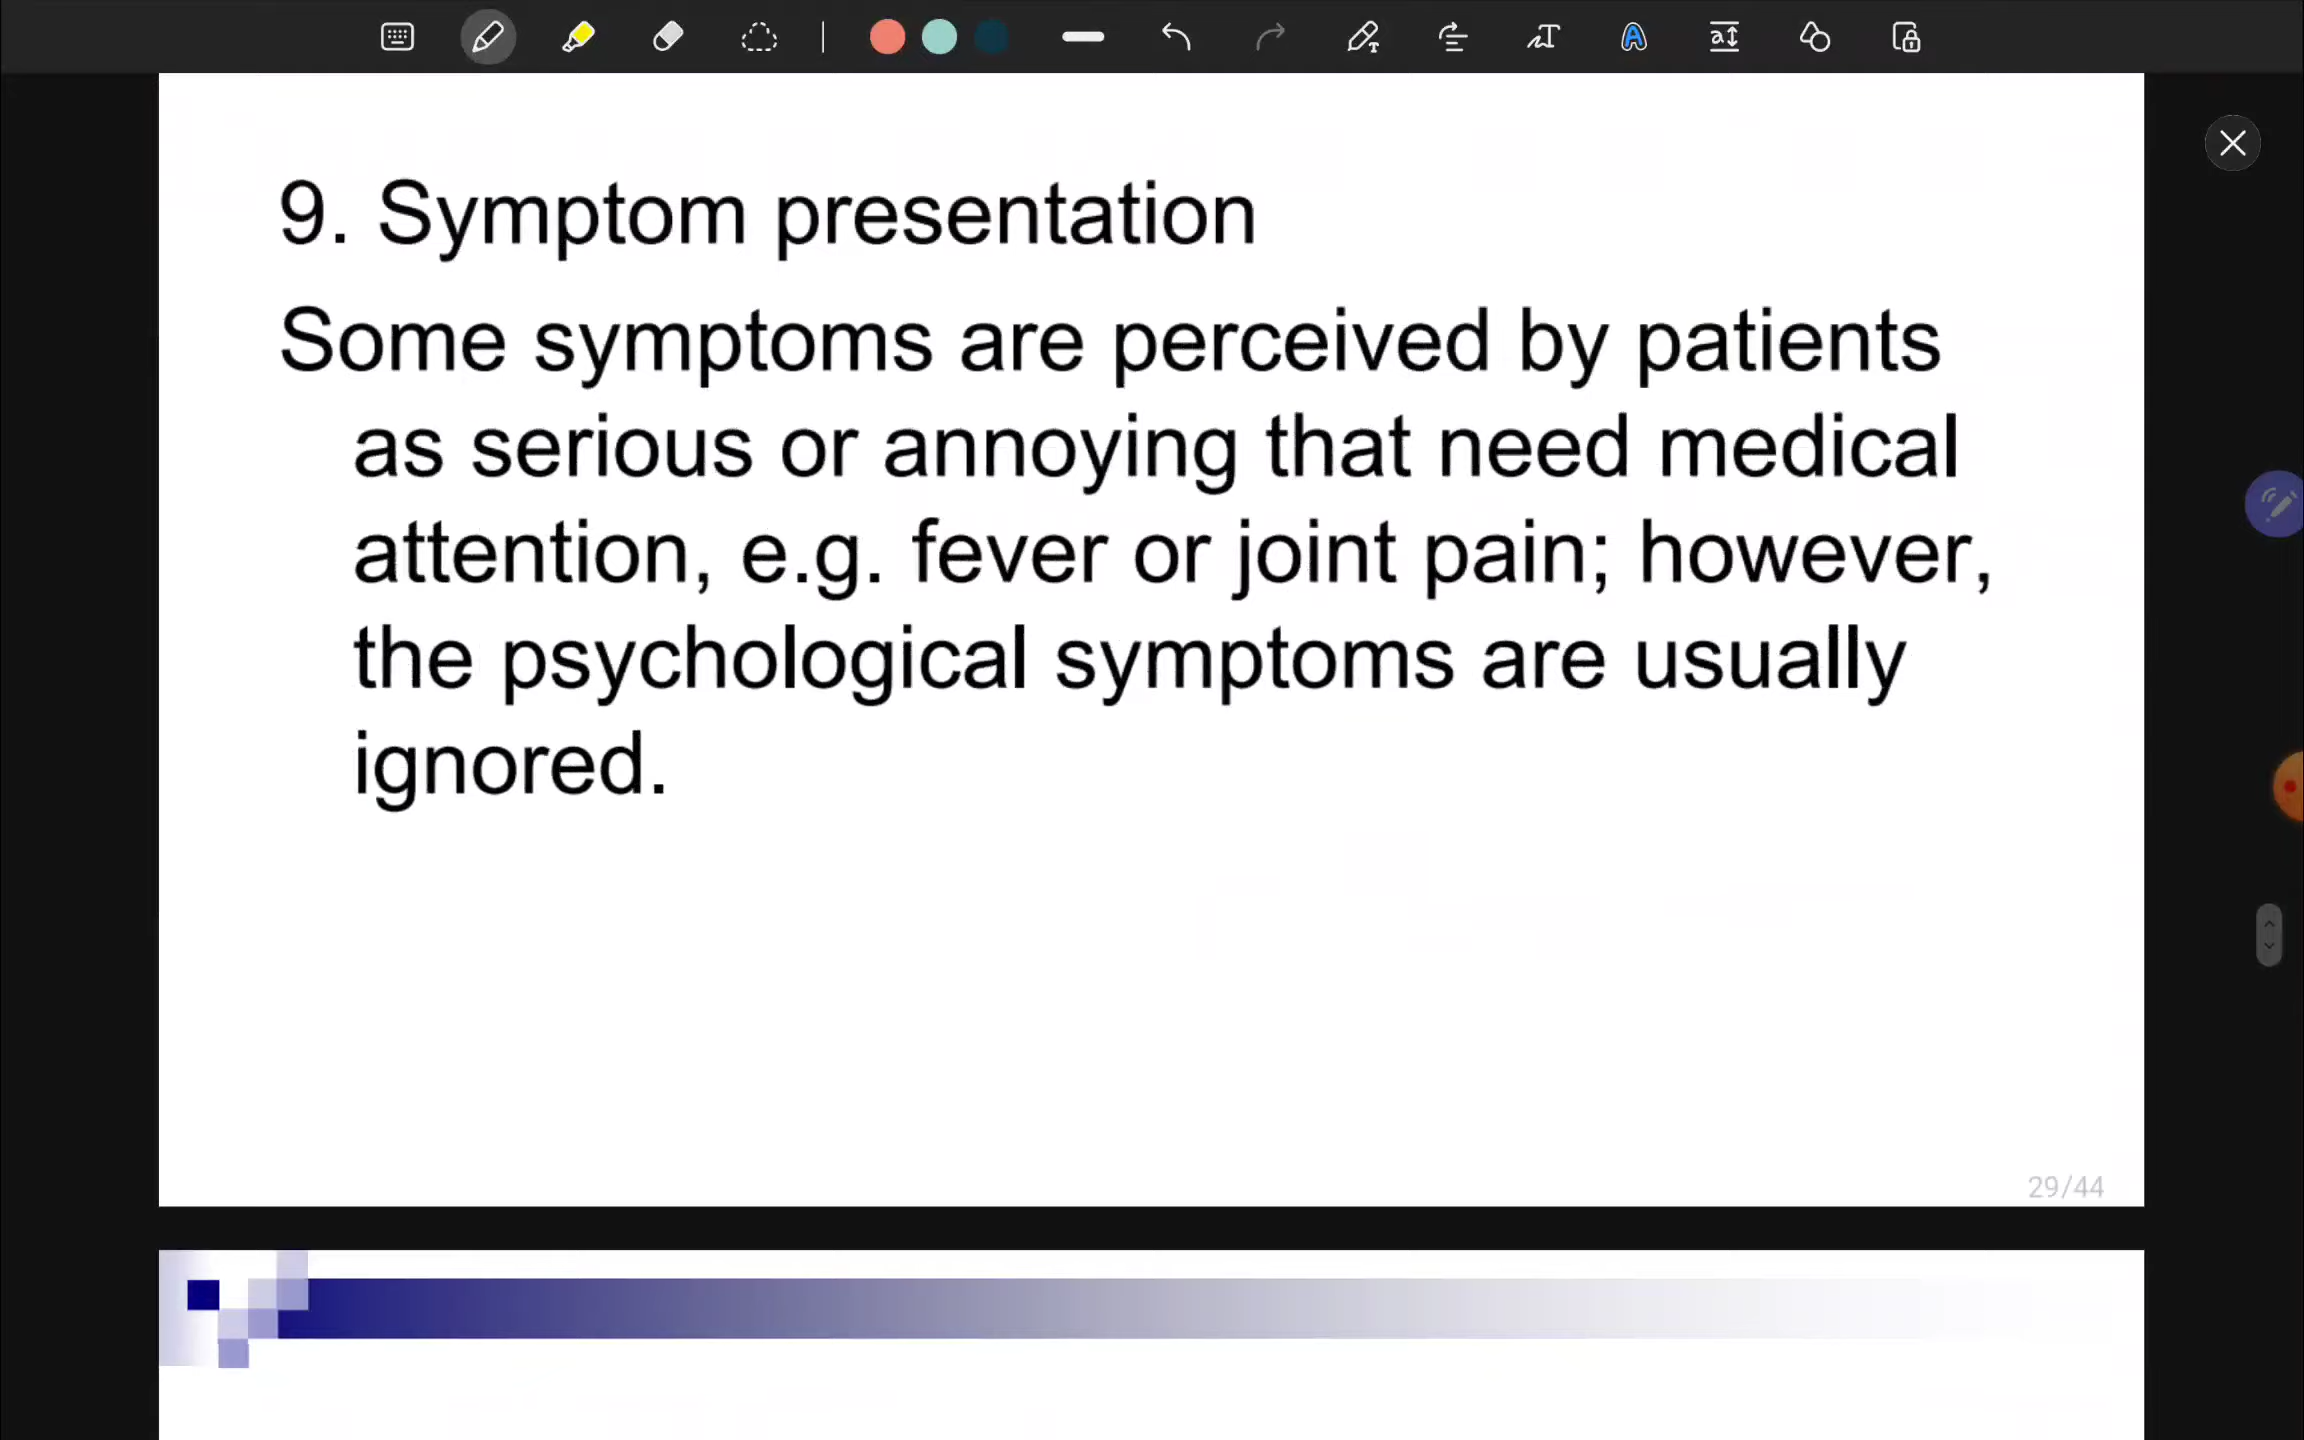 9. Symptom presentation
Some symptoms are perceived by patients
as serious or annoying that need medical
attention, e.g. fever or joint pain; however,
the psychological symptoms are usually
ignored.
29/44